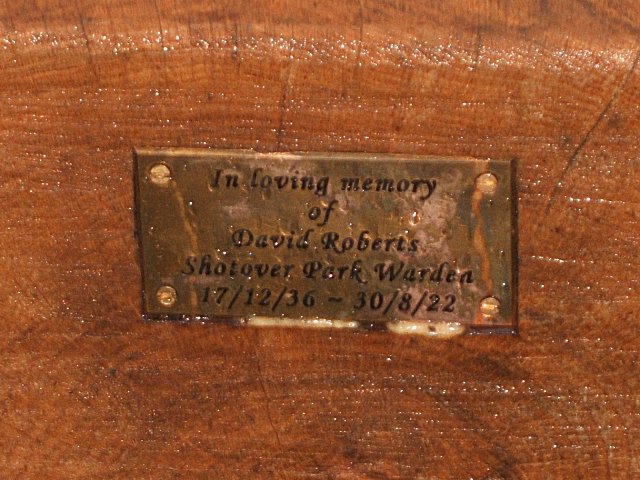 In loving memory
of
David Roberts
Shotover Park Warden
17/12/36 ~ 30/8/22